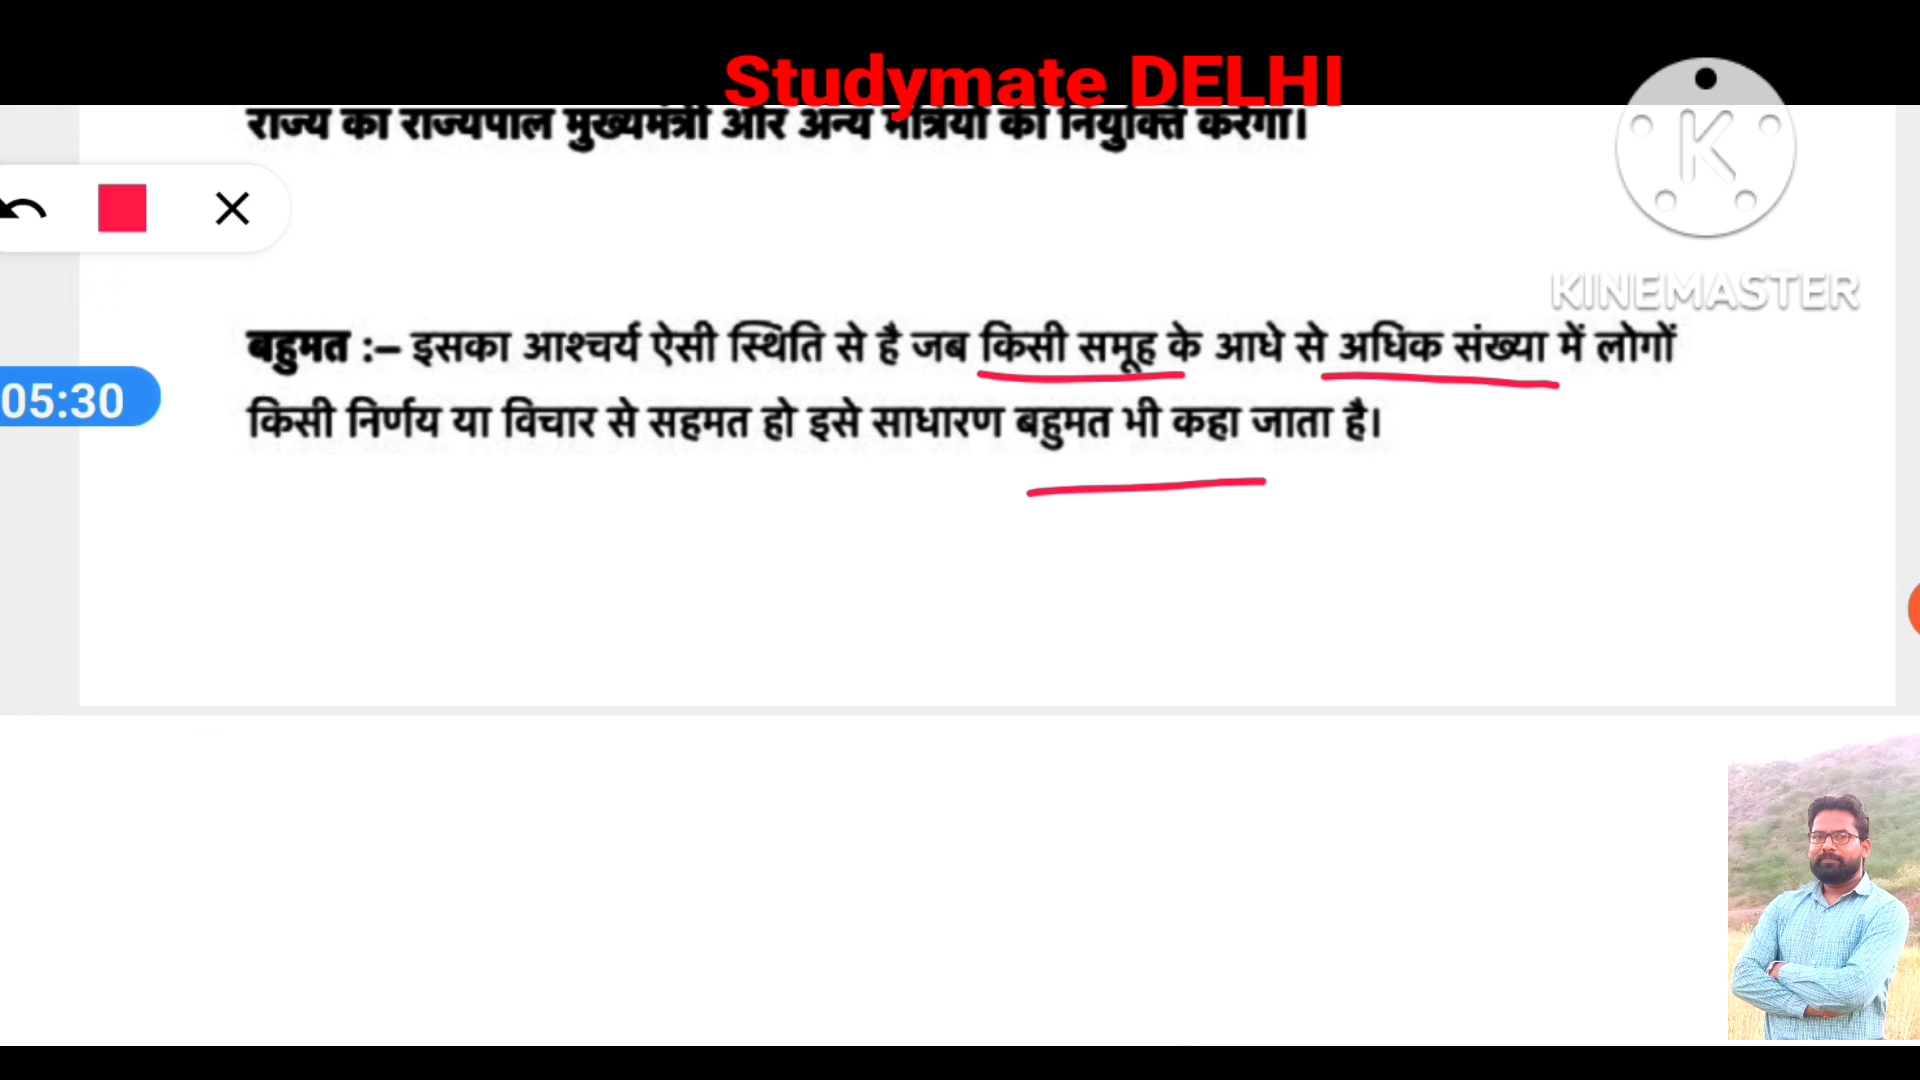 Studymate DELHI
राज्य का राज्यपाल मुख्यमंत्री और अन्य मंत्रियों की नियुक्ति करेगा।
K
KINEMASTER
बहुमत :– इसका आश्चर्य ऐसी स्थिति से है जब किसी समूह के आधे से अधिक संख्या में लोगों
05:30
किसी निर्णय या विचार से सहमत हो इसे साधारण बहुमत भी कहा जाता है।